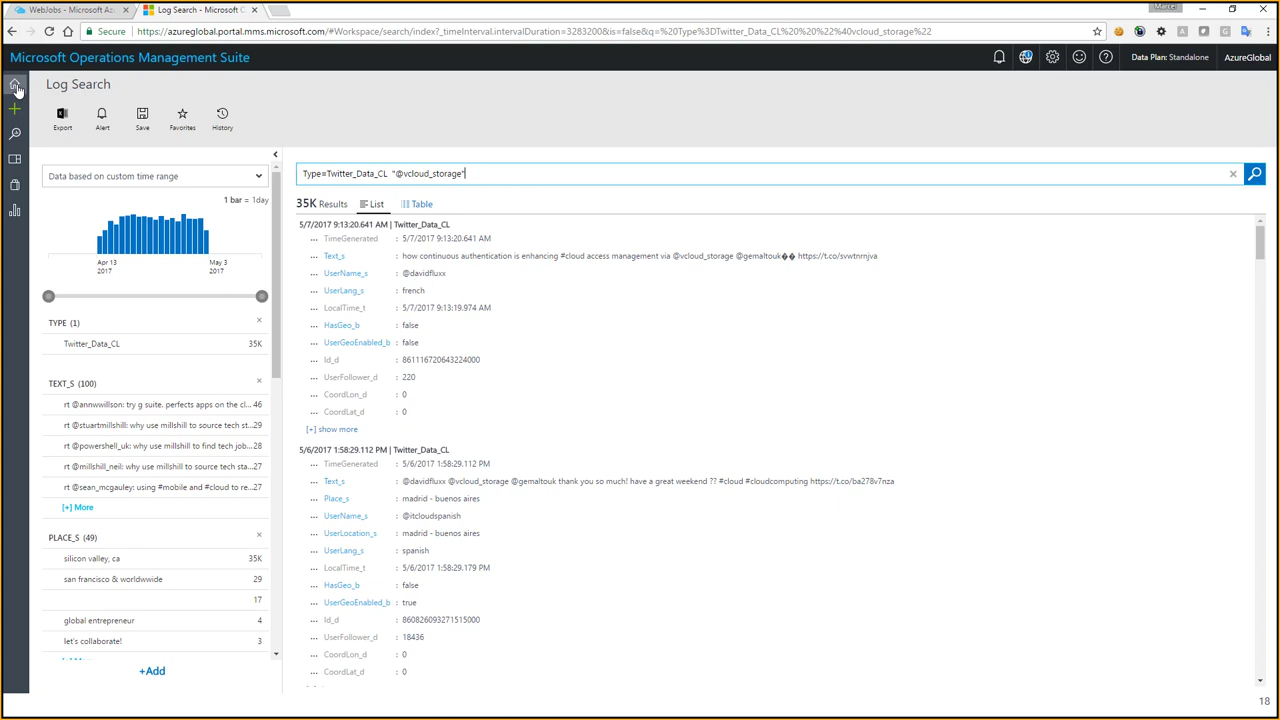 WebJobs - Microsoft Az
Log Search - Microsoft C
Marcel
Secure
https://azureglobal.portal.mms.microsoft.com/#Workspace/search/index?_timeInterval.intervalDuration=3283200&is=false&q=%20Type%3DTwitter_Data_CL%20%20%22%40vcloud_storage%22
Microsoft Operations Management Suite
Data Plan: Standalone
AzureGlobal
Log Search
Export
Alert
Save
Favorites
History
Data based on custom time range
1 bar = 1day
Apr 13
2017
May 3
2017
TYPE (1)
Twitter_Data_CL 35K
TEXT_S (100)
rt @annwwillson: try g suite. perfects apps on the cl... 46
rt @stuartmillshill: why use millshill to source tech st... 29
rt @powershell_uk: why use millshill to find tech job... 28
rt @millshill_neil: why use millshill to source tech sta... 27
rt @sean_mcgauley: using #mobile and #cloud to re... 27
[+] More
PLACE_S (49)
silicon valley, ca 35K
san francisco & worldwwide 29
17
global entrepreneur 4
let's collaborate! 3
+Add
Type=Twitter_Data_CL "@vcloud_storage"
35K Results
List
Table
5/7/2017 9:13:20.641 AM | Twitter_Data_CL
... TimeGenerated : 5/7/2017 9:13:20.641 AM
... Text_s : how continuous authentication is enhancing #cloud access management via @vcloud_storage @gemaltouk�� https://t.co/svwtnrnjva
... UserName_s : @davidfluxx
... UserLang_s : french
... LocalTime_t : 5/7/2017 9:13:19.974 AM
... HasGeo_b : false
... UserGeoEnabled_b : false
... Id_d : 861116720643224000
... UserFollower_d : 220
... CoordLon_d : 0
... CoordLat_d : 0
[+] show more
5/6/2017 1:58:29.112 PM | Twitter_Data_CL
... TimeGenerated : 5/6/2017 1:58:29.112 PM
... Text_s : @davidfluxx @vcloud_storage @gemaltouk thank you so much! have a great weekend ?? #cloud #cloudcomputing https://t.co/ba278v7nza
... Place_s : madrid - buenos aires
... UserName_s : @itcloudspanish
... UserLocation_s : madrid - buenos aires
... UserLang_s : spanish
... LocalTime_t : 5/6/2017 1:58:29.179 PM
... HasGeo_b : false
... UserGeoEnabled_b : true
... Id_d : 860826093271515000
... UserFollower_d : 18436
... CoordLon_d : 0
... CoordLat_d : 0
18